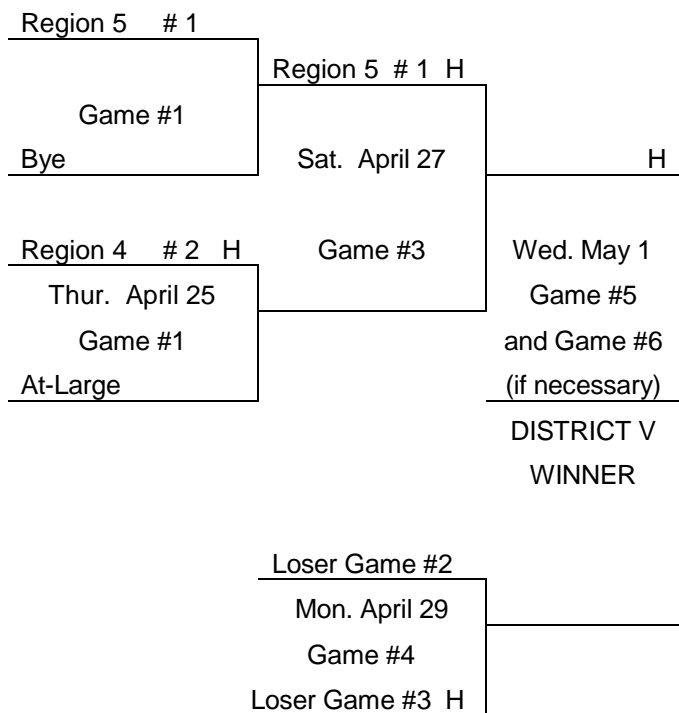 Region 5 # 1
Region 5 # 1 H
Game #1
Bye
Sat. April 27
H
Region 4 # 2 H
Game #3
Wed. May 1
Thur. April 25
Game #5
Game #1
and Game #6
At-Large
(if necessary)
DISTRICT V
WINNER
Loser Game #2
Mon. April 29
Game #4
Loser Game #3 H